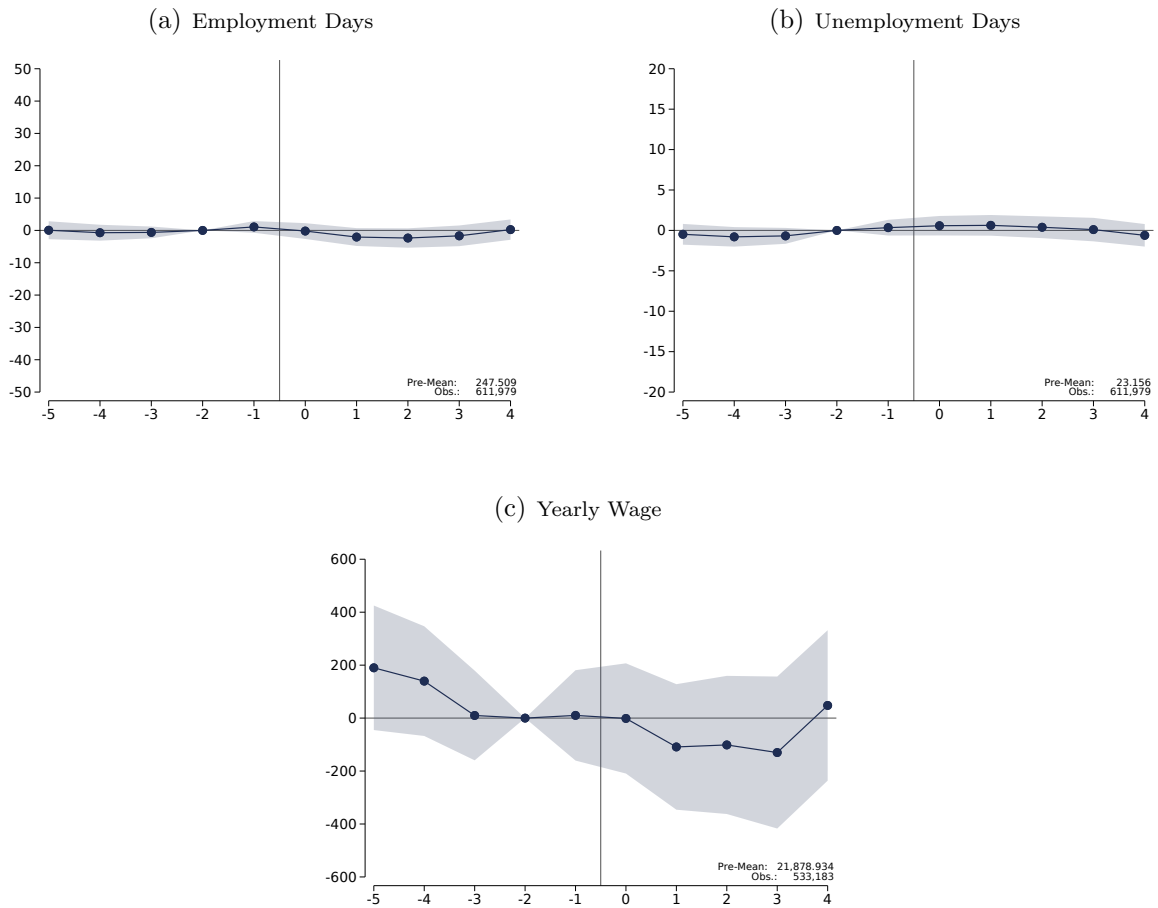 (a) Employment Days
50
40
30
20
10
0
-10
-20
-30
-40
-50
Pre-Mean: 247.509
Obs.: 611,979
-5 -4 -3 -2 -1 0 1 2 3 4
(b) Unemployment Days
20
15
10
5
0
-5
-10
-15
-20
Pre-Mean: 23.156
Obs.: 611,979
-5 -4 -3 -2 -1 0 1 2 3 4
(c) Yearly Wage
600
400
200
0
-200
-400
-600
Pre-Mean: 21,878.934
Obs.: 533,183
-5 -4 -3 -2 -1 0 1 2 3 4